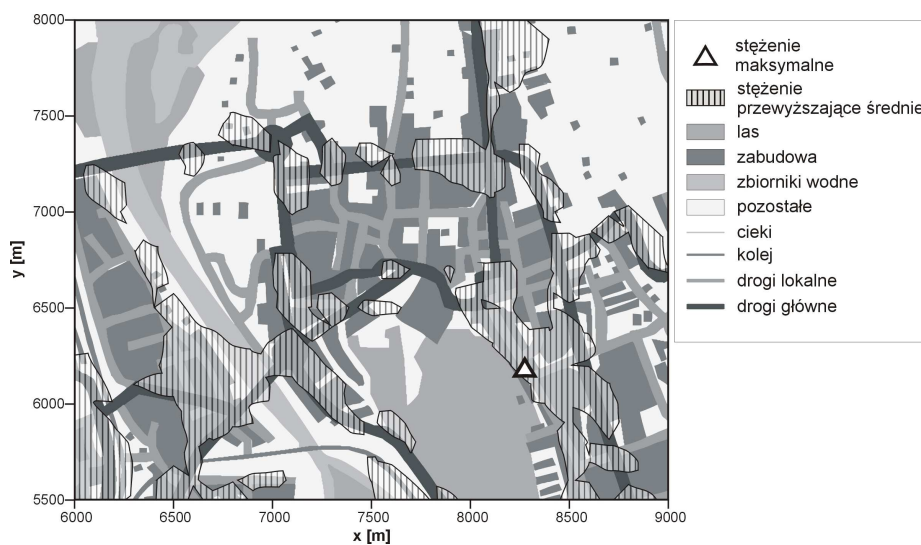 8000
7500
7000
6500
6000
5500
y [m]
6000 6500 7000 7500 8000 8500 9000
x [m]
stężenie
maksymalne
stężenie
przewyższające średnie
las
zabudowa
zbiorniki wodne
pozostałe
cieki
kolej
drogi lokalne
drogi główne